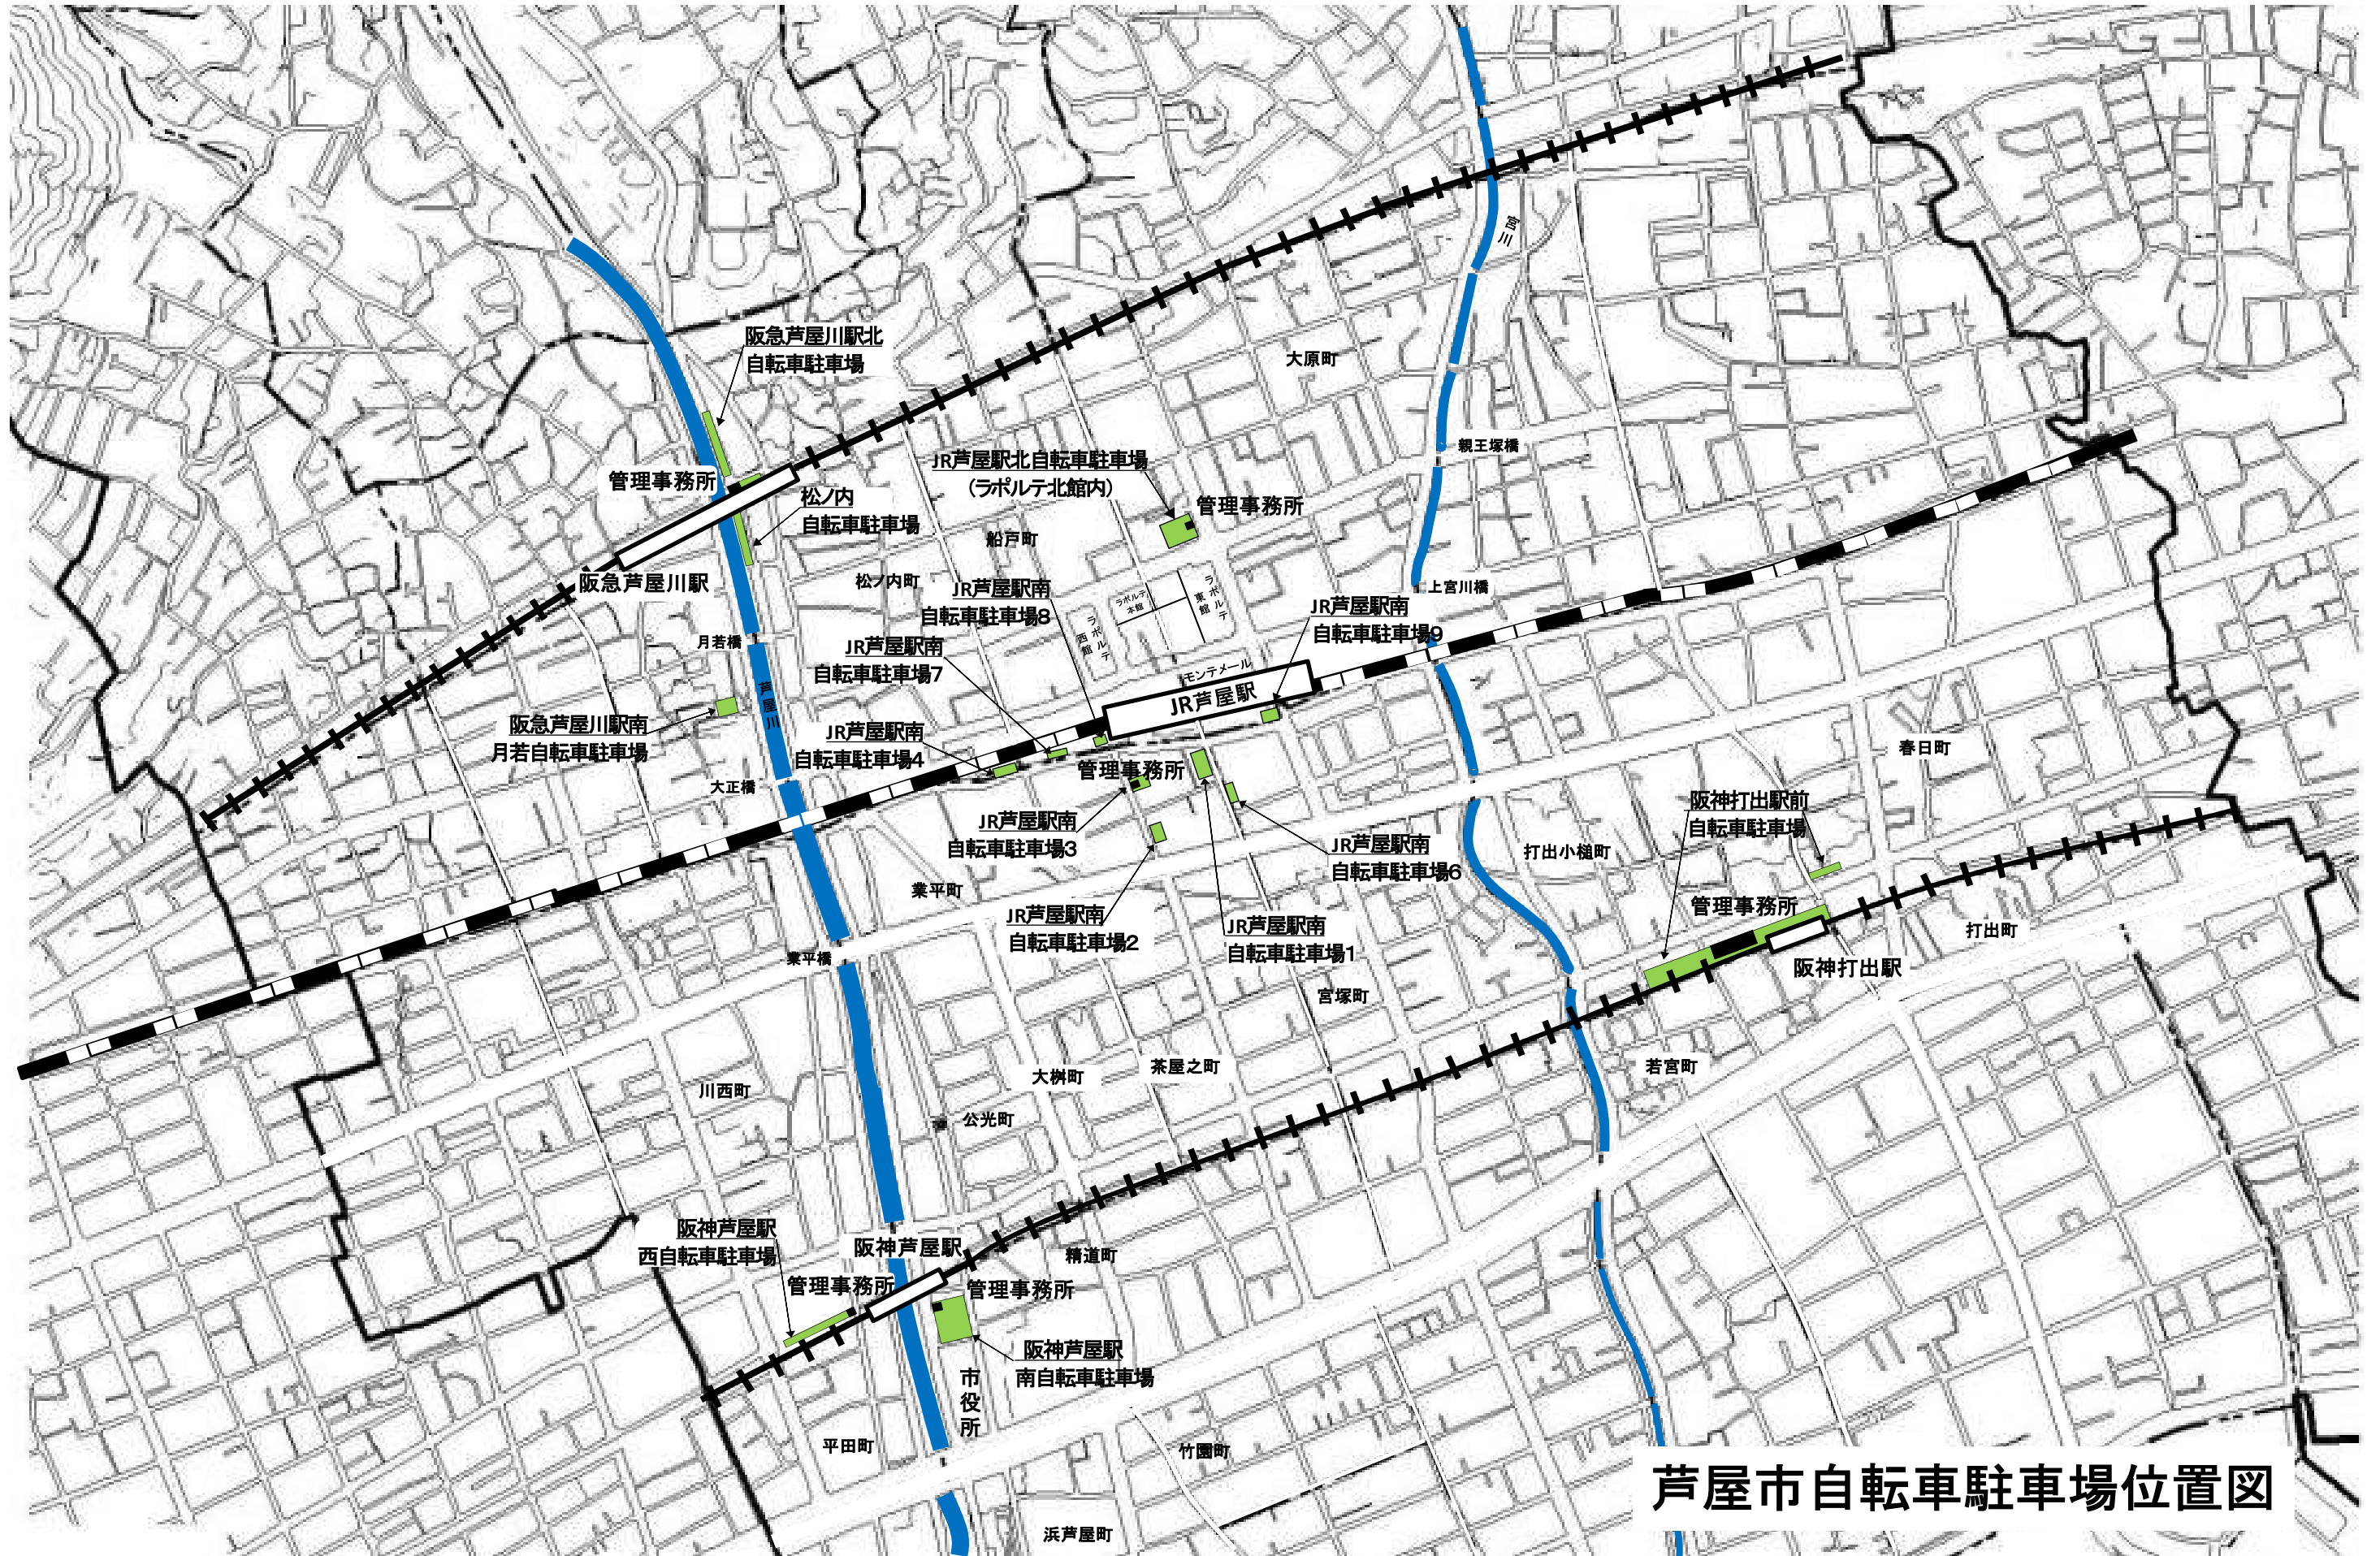 宮川
阪急芦屋川駅北
自転車駐車場
大原町
親王塚橋
JR芦屋駅北自転車駐車場
(ラポルテ北館内)
管理事務所
管理事務所
松ノ内
自転車駐車場
船戸町
阪急芦屋川駅
松ノ内町
JR芦屋駅南
自転車駐車場8
ラポルテ
本館
ラポルテ
東館
ラポルテ
西館
上宮川橋
JR芦屋駅南
自転車駐車場9
月若橋
JR芦屋駅南
自転車駐車場7
モンテメール
JR芦屋駅
芦屋川
阪急芦屋川駅南
月若自転車駐車場
JR芦屋駅南
自転車駐車場4
管理事務所
大正橋
春日町
阪神打出駅前
自転車駐車場
JR芦屋駅南
自転車駐車場3
JR芦屋駅南
自転車駐車場6
打出小槌町
業平町
JR芦屋駅南
自転車駐車場2
JR芦屋駅南
自転車駐車場1
管理事務所
打出町
業平橋
阪神打出駅
宮塚町
川西町
大桝町
茶屋之町
若宮町
公光町
阪神芦屋駅
西自転車駐車場
阪神芦屋駅
精道町
管理事務所
管理事務所
阪神芦屋駅
南自転車駐車場
市役所
平田町
竹園町
浜芦屋町
芦屋市自転車駐車場位置図